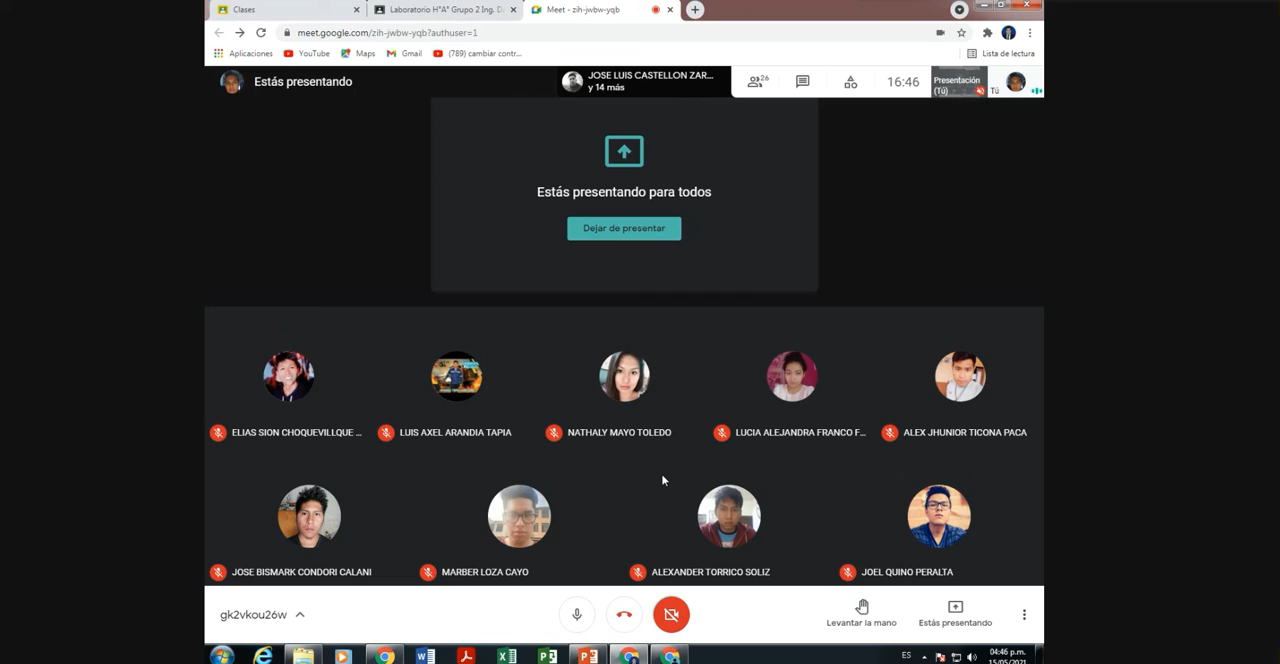 Clases
Laboratorio H"A" Grupo 2 Ing. D
Meet - zih-jwbw-yqb
meet.google.com/zih-jwbw-yqb?authuser=1
Aplicaciones YouTube Maps Gmail (789) cambiar contr... Lista de lectura
Estás presentando
JOSE LUIS CASTELLON ZAR...
y 14 más
26
16:46
Presentación
(Tú)
Tú
Estás presentando para todos
Dejar de presentar
ELIAS SION CHOQUEVILLQUE ... LUIS AXEL ARANDIA TAPIA NATHALY MAYO TOLEDO LUCIA ALEJANDRA FRANCO F... ALEX JHUNIOR TICONA PACA
JOSE BISMARK CONDORI CALANI MARBER LOZA CAYO ALEXANDER TORRICO SOLIZ JOEL QUINO PERALTA
gk2vkou26w
Levantar la mano Estás presentando
ES
04:46 p.m.
15/05/2021